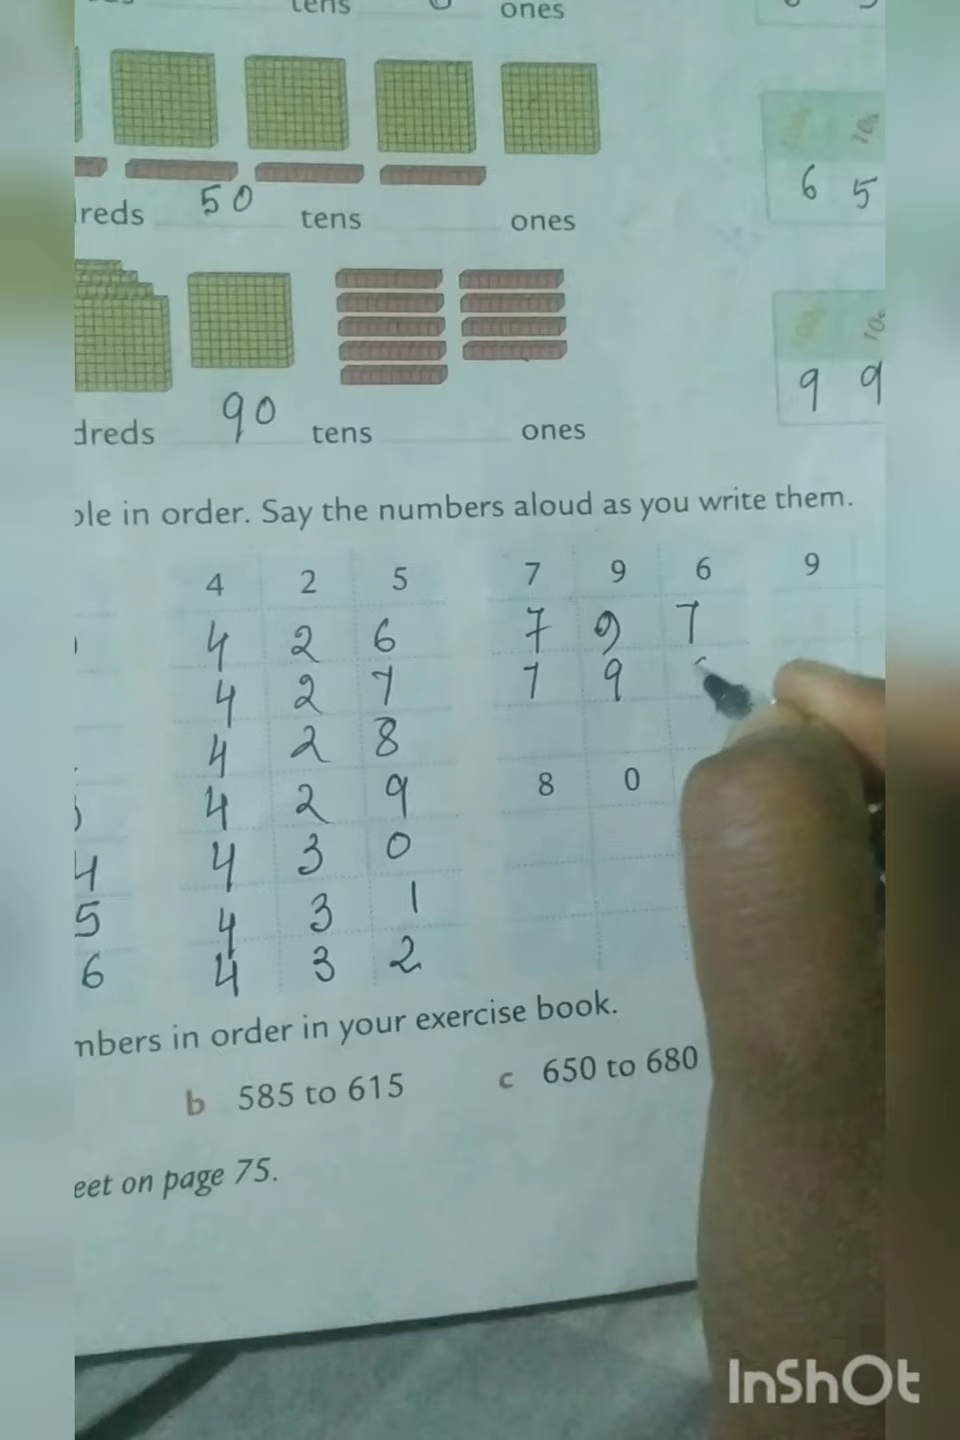 tens ones
50
reds tens ones
6 5
90
dreds tens ones
9 9
ble in order. Say the numbers aloud as you write them.
4 2 5 7 9 6 9
4 2 6 7 9 7
4 2 7 7 9
4 2 8
4 2 9 8 0
4 4 3 0
5 4 3 1
6 4 3 2
mbers in order in your exercise book.
b 585 to 615 c 650 to 680
eet on page 75.
InShOt